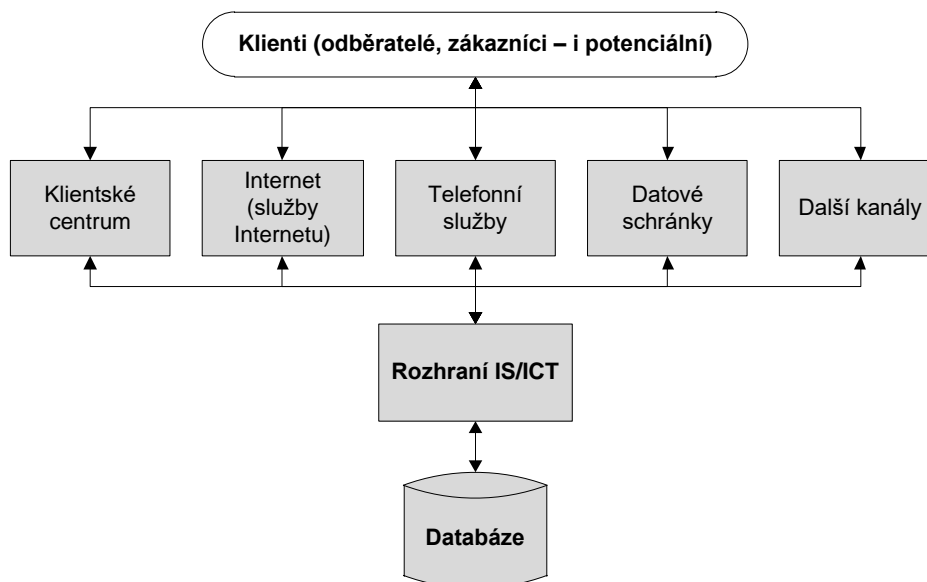 Klienti (odběratelé, zákazníci – i potenciální)
Klientské
centrum
Internet
(služby
Internetu)
Telefonní
služby
Datové
schránky
Další kanály
Rozhraní IS/ICT
Databáze